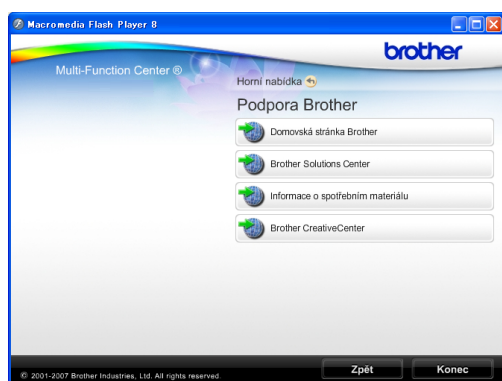 Macromedia Flash Player 8
brother
Multi-Function Center ®
Horní nabídka
Podpora Brother
Domovská stránka Brother
Brother Solutions Center
Informace o spotřebním materiálu
Brother CreativeCenter
© 2001-2007 Brother Industries, Ltd. All rights reserved.
Zpět
Konec